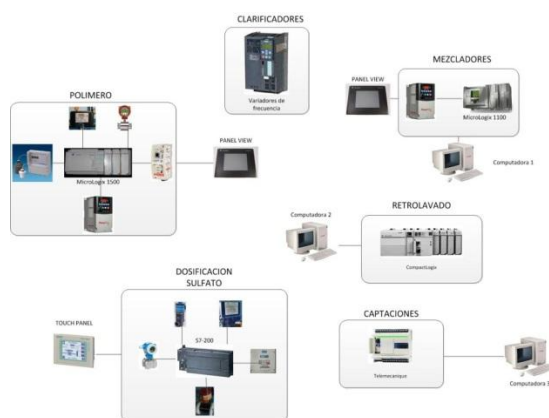 CLARIFICADORES
Variadores de
frecuencia
MEZCLADORES
PANEL VIEW
MicroLogix 1100
Computadora 1
POLIMERO
MicroLogix 1500
PANEL VIEW
RETROLAVADO
Computadora 2
CompactLogix
DOSIFICACION
SULFATO
TOUCH PANEL
S7-200
CAPTACIONES
Telemecanique
Computadora 3